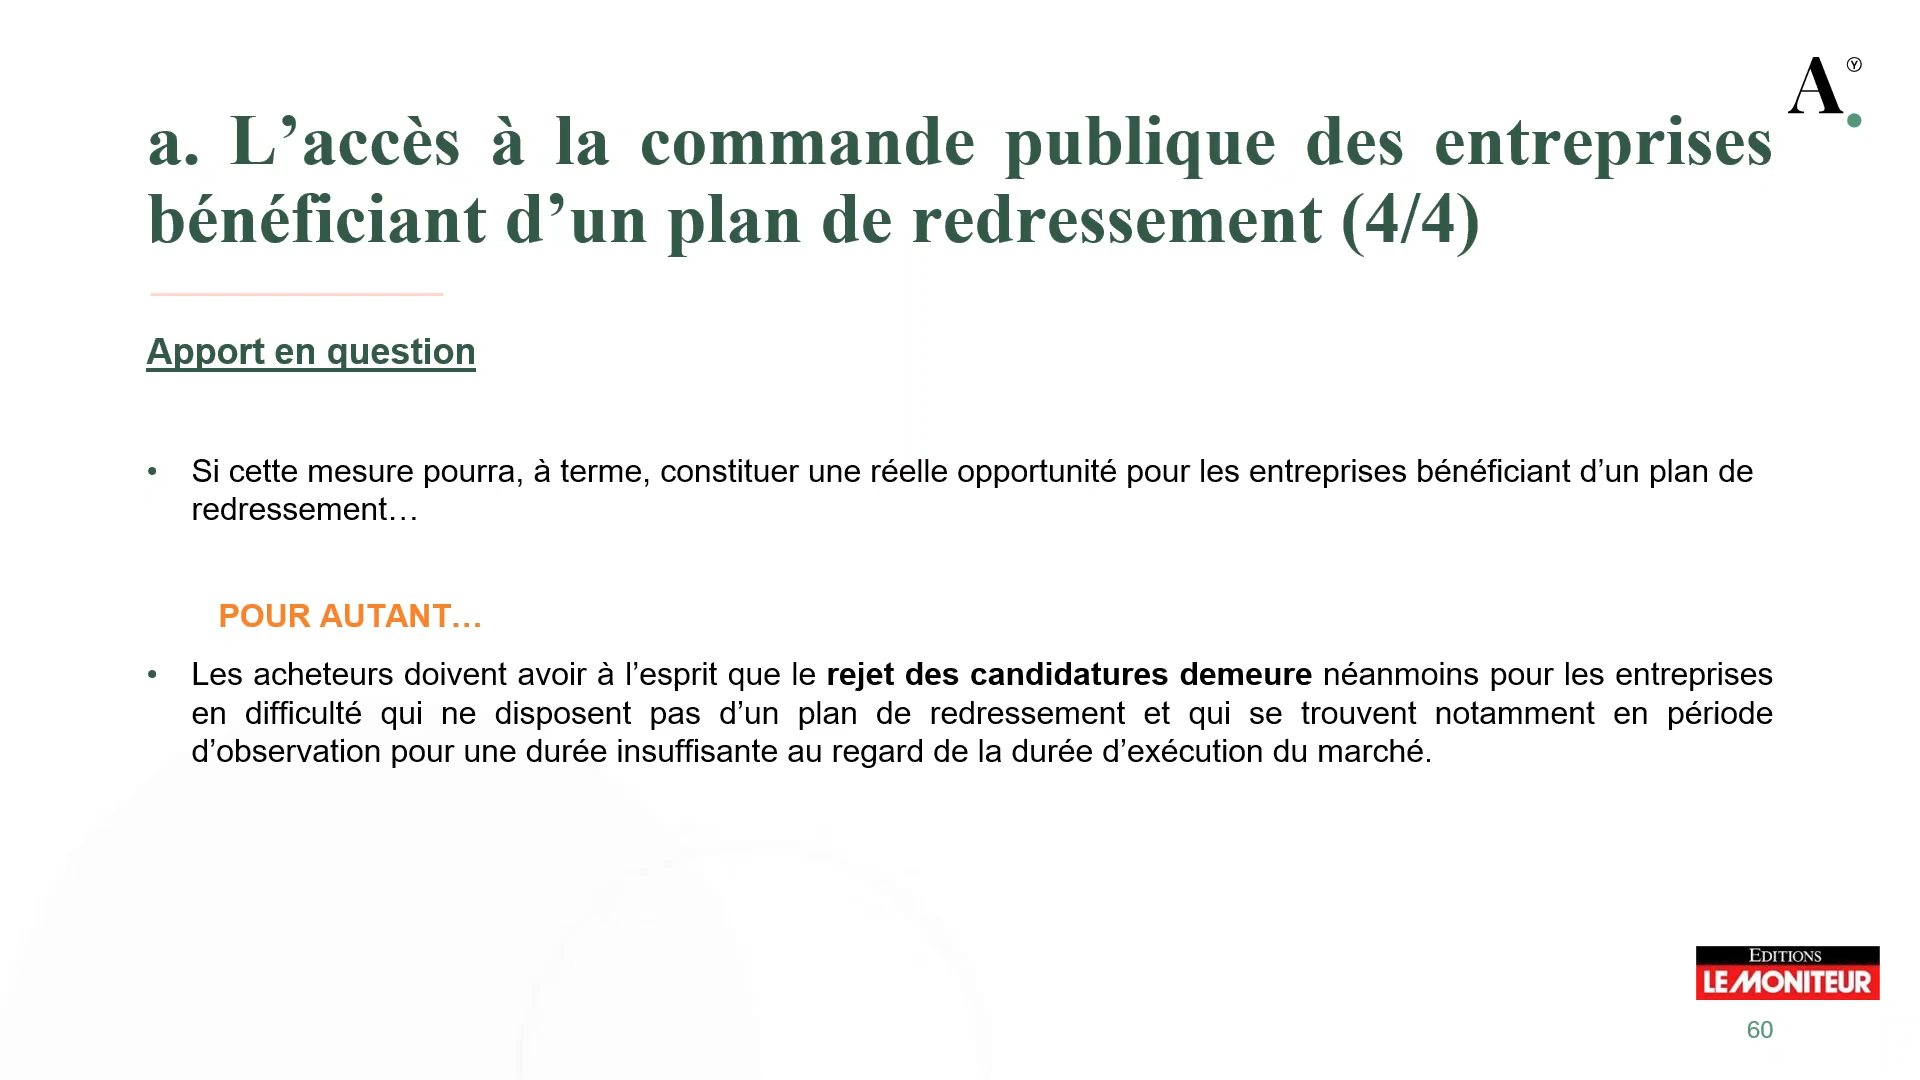 A
a. L’accès à la commande publique des entreprises
bénéficiant d’un plan de redressement (4/4)
Apport en question
• Si cette mesure pourra, à terme, constituer une réelle opportunité pour les entreprises bénéficiant d’un plan de
redressement…
POUR AUTANT…
• Les acheteurs doivent avoir à l’esprit que le rejet des candidatures demeure néanmoins pour les entreprises
en difficulté qui ne disposent pas d’un plan de redressement et qui se trouvent notamment en période
d’observation pour une durée insuffisante au regard de la durée d’exécution du marché.
EDITIONS
LE MONITEUR
60